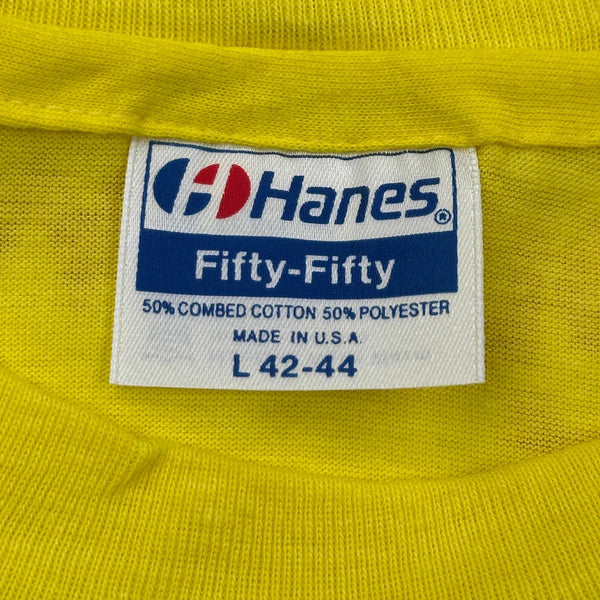 Hanes®
Fifty-Fifty
50% COMBED COTTON 50% POLYESTER
MADE IN U.S.A.
L 42-44